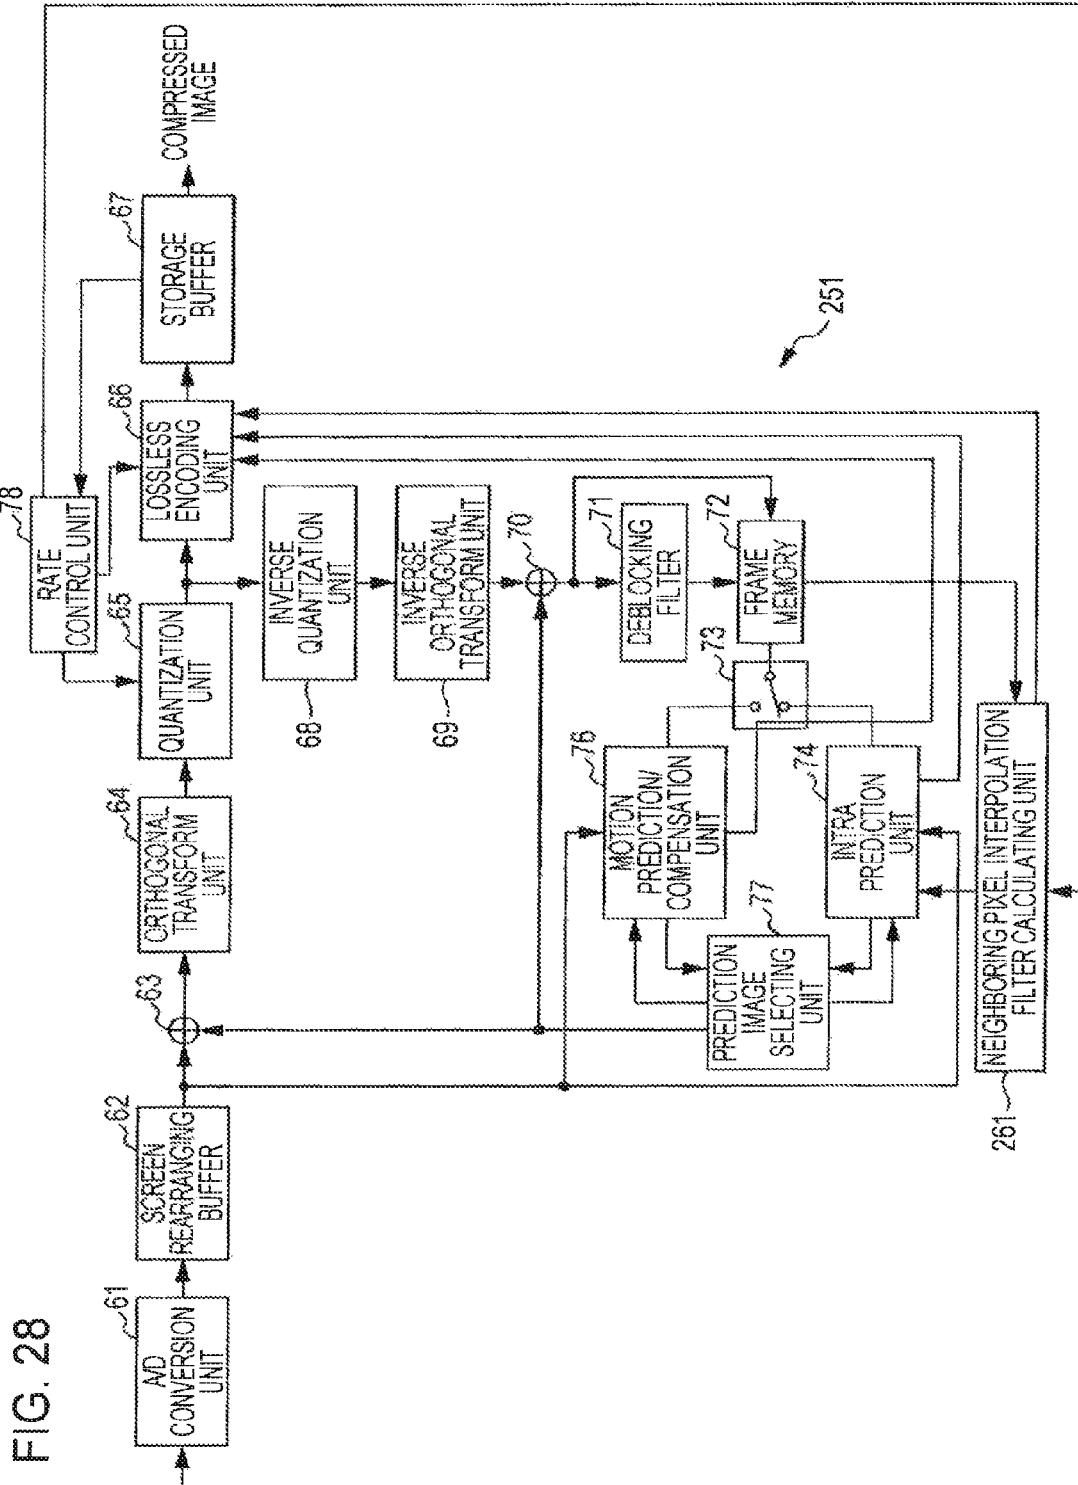 FIG. 28
61
A/D
CONVERSION
UNIT
62
SCREEN
REARRANGING
BUFFER
63
64
ORTHOGONAL
TRANSFORM
UNIT
65
QUANTIZATION
UNIT
78
RATE
CONTROL UNIT
66
LOSSLESS
ENCODING
UNIT
67
STORAGE
BUFFER
COMPRESSED
IMAGE
INVERSE
QUANTIZATION
UNIT
68
INVERSE
ORTHOGONAL
TRANSFORM UNIT
69
70
71
DEBLOCKING
FILTER
72
FRAME
MEMORY
73
76
MOTION
PREDICTION/
COMPENSATION
UNIT
74
INTRA
PREDICTION
UNIT
77
PREDICTION
IMAGE
SELECTING
UNIT
NEIGHBORING PIXEL INTERPOLATION
FILTER CALCULATING UNIT
261
251